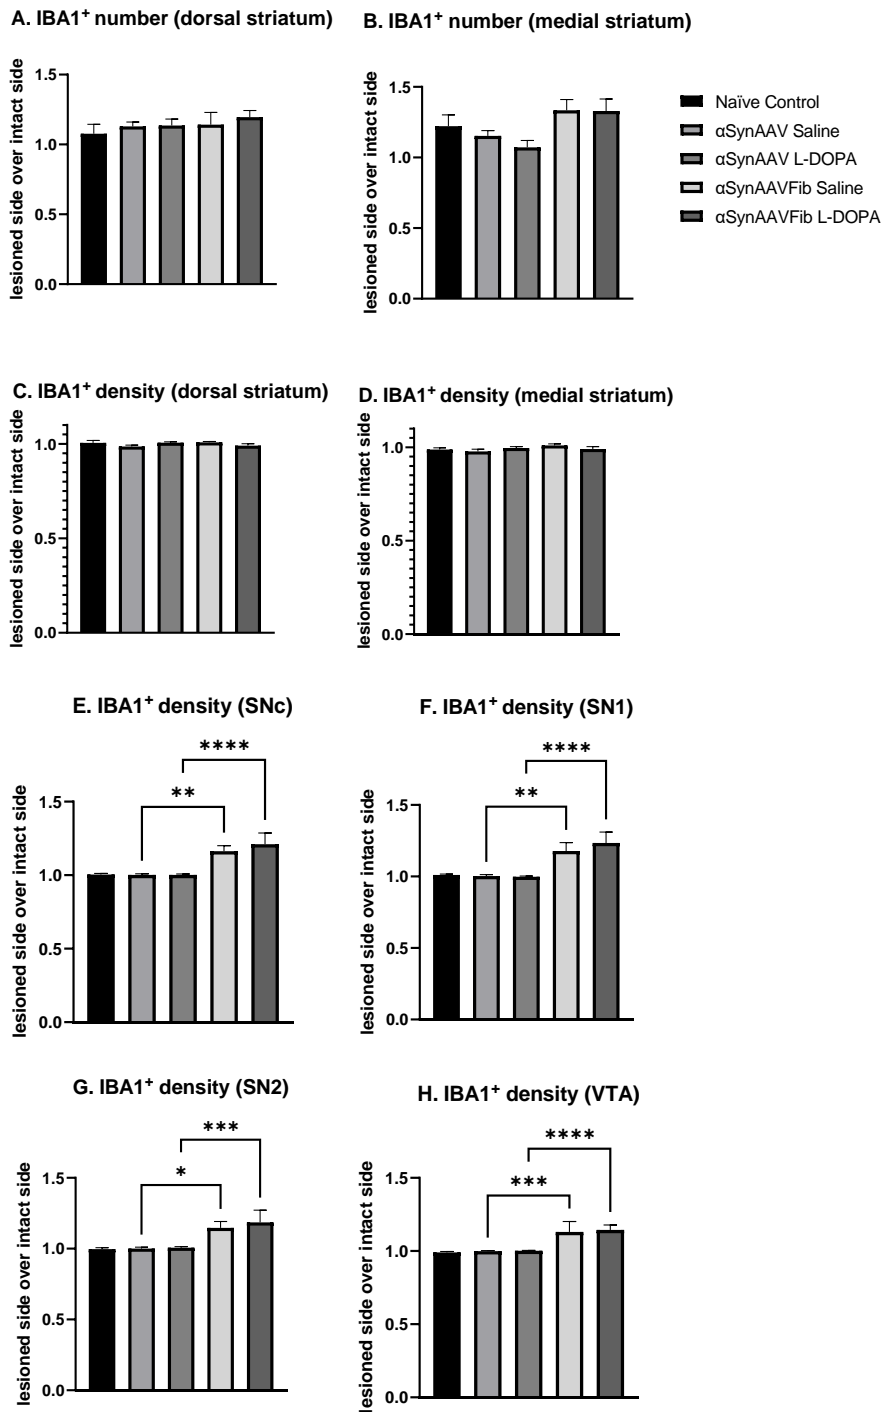 A. IBA1⁺ number (dorsal striatum)
lesioned side over intact side
1.5
1.0
0.5
0.0
B. IBA1⁺ number (medial striatum)
lesioned side over intact side
1.5
1.0
0.5
0.0
Naïve Control
αSynAAV Saline
αSynAAV L-DOPA
αSynAAVFib Saline
αSynAAVFib L-DOPA
C. IBA1⁺ density (dorsal striatum)
lesioned side over intact side
1.0
0.5
0.0
D. IBA1⁺ density (medial striatum)
lesioned side over intact side
1.0
0.5
0.0
E. IBA1⁺ density (SNc)
lesioned side over intact side
1.5
1.0
0.5
0.0
****
**
F. IBA1⁺ density (SN1)
lesioned side over intact side
1.5
1.0
0.5
0.0
****
**
G. IBA1⁺ density (SN2)
lesioned side over intact side
1.5
1.0
0.5
0.0
***
*
H. IBA1⁺ density (VTA)
lesioned side over intact side
1.5
1.0
0.5
0.0
****
***